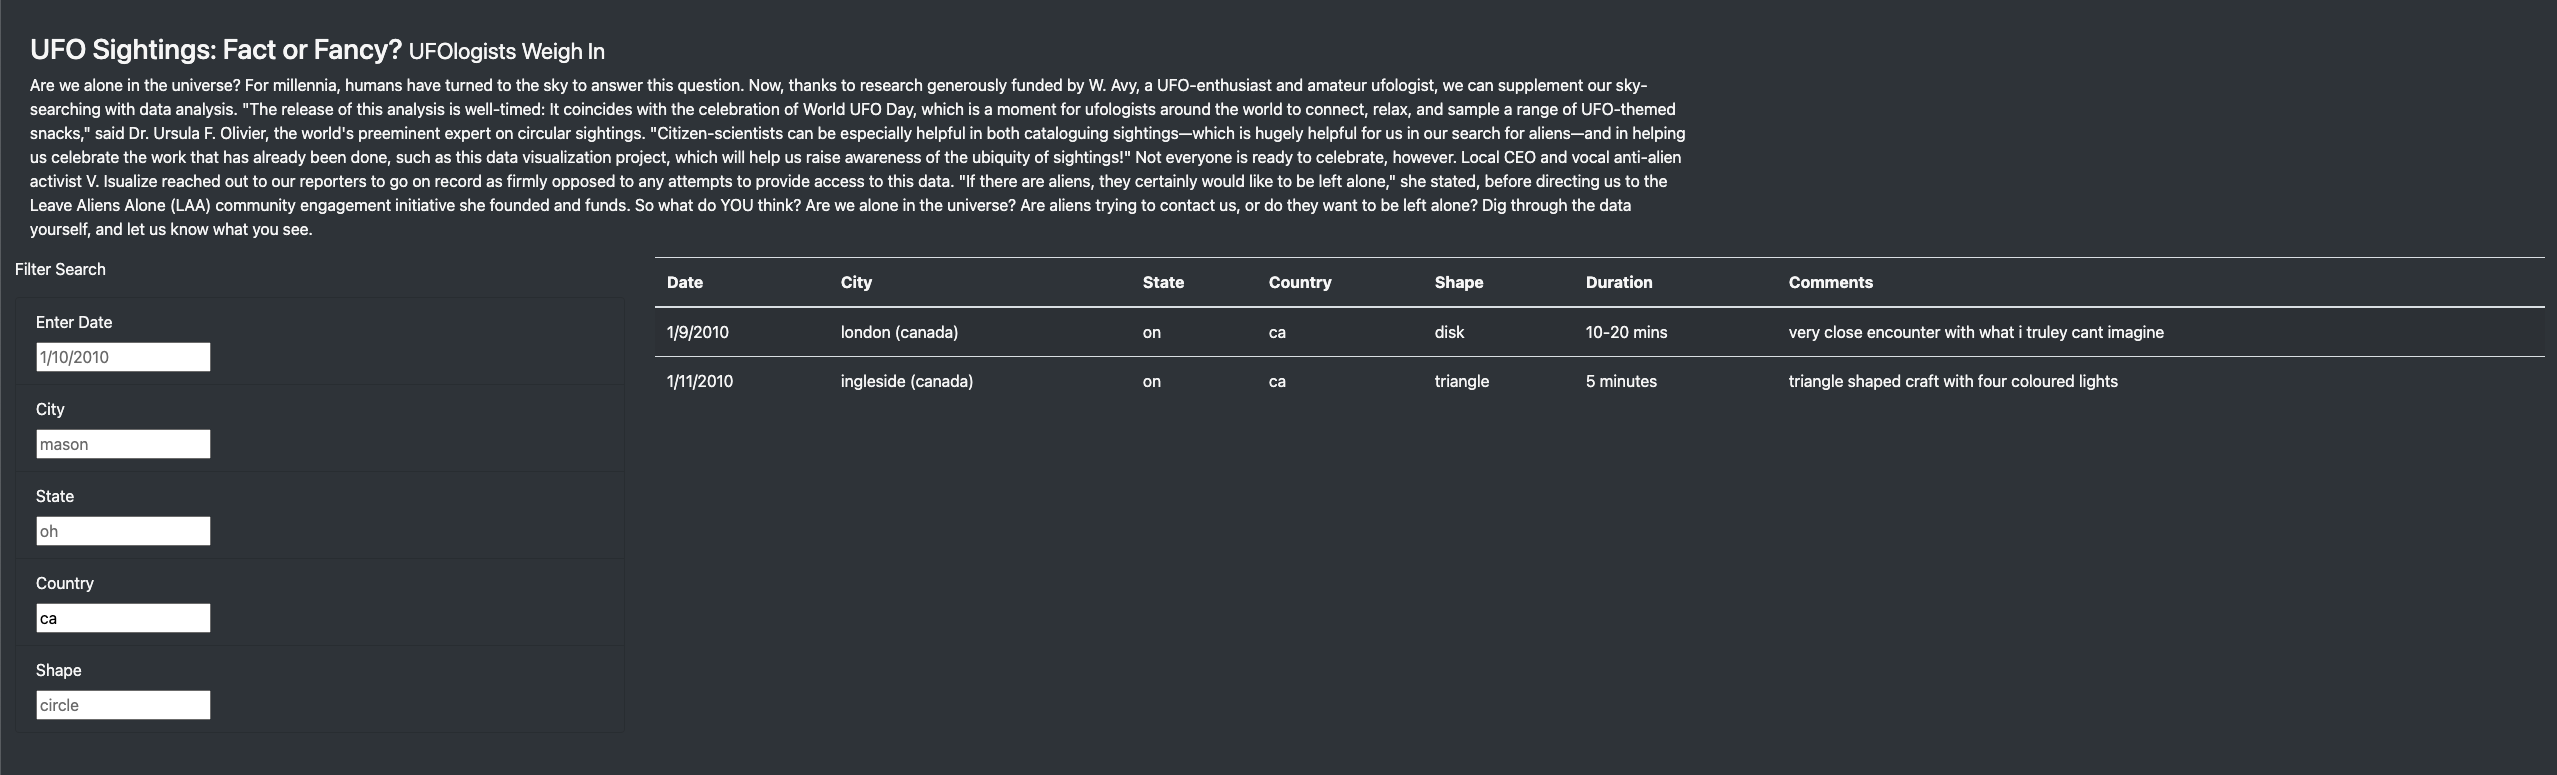 UFO Sightings: Fact or Fancy? UFOlogists Weigh In
Are we alone in the universe? For millennia, humans have turned to the sky to answer this question. Now, thanks to research generously funded by W. Avy, a UFO-enthusiast and amateur ufologist, we can supplement our sky-
searching with data analysis. "The release of this analysis is well-timed: It coincides with the celebration of World UFO Day, which is a moment for ufologists around the world to connect, relax, and sample a range of UFO-themed
snacks," said Dr. Ursula F. Olivier, the world's preeminent expert on circular sightings. "Citizen-scientists can be especially helpful in both cataloguing sightings—which is hugely helpful for us in our search for aliens—and in helping
us celebrate the work that has already been done, such as this data visualization project, which will help us raise awareness of the ubiquity of sightings!" Not everyone is ready to celebrate, however. Local CEO and vocal anti-alien
activist V. Isualize reached out to our reporters to go on record as firmly opposed to any attempts to provide access to this data. "If there are aliens, they certainly would like to be left alone," she stated, before directing us to the
Leave Aliens Alone (LAA) community engagement initiative she founded and funds. So what do YOU think? Are we alone in the universe? Are aliens trying to contact us, or do they want to be left alone? Dig through the data
yourself, and let us know what you see.
Filter Search
Enter Date
1/10/2010
City
mason
State
oh
Country
ca
Shape
circle
Date City State Country Shape Duration Comments
1/9/2010 london (canada) on ca disk 10-20 mins very close encounter with what i truley cant imagine
1/11/2010 ingleside (canada) on ca triangle 5 minutes triangle shaped craft with four coloured lights